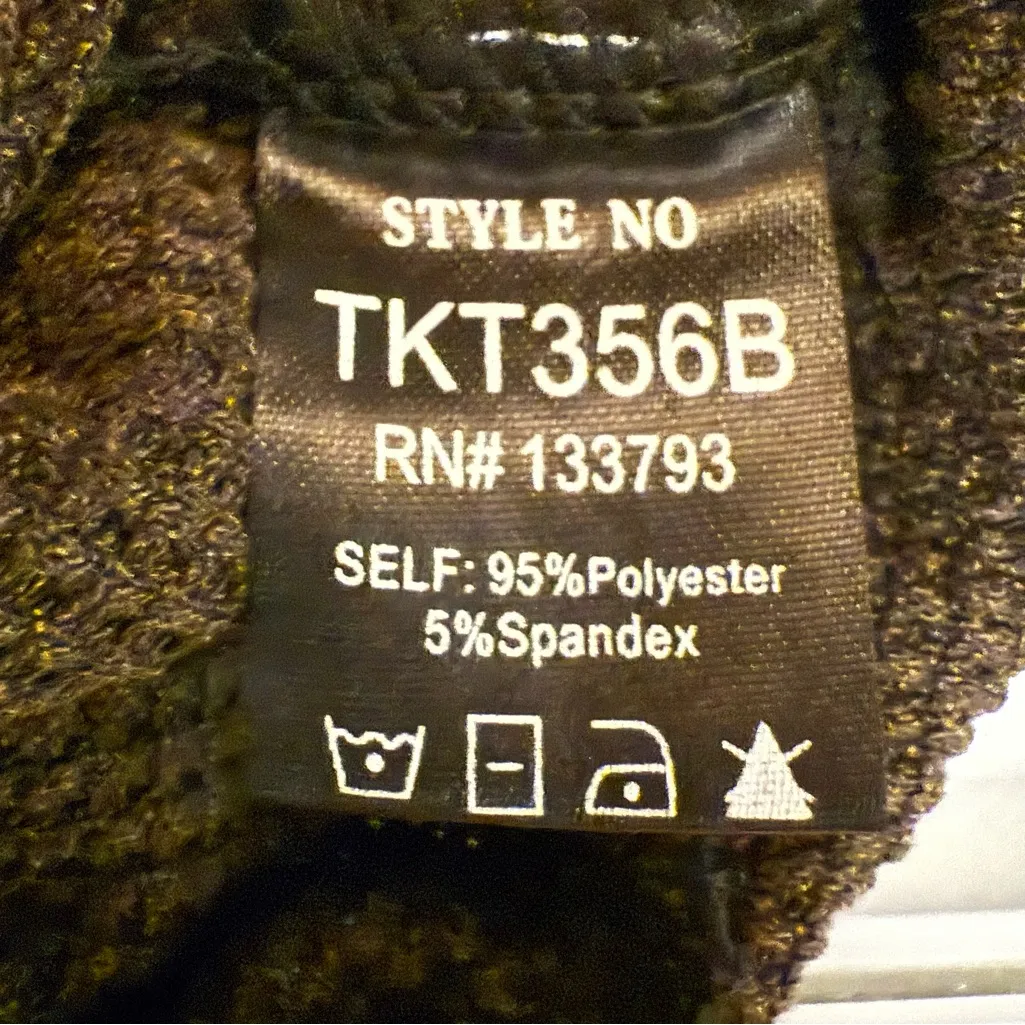 STYLE NO
TKT356B
RN# 133793
SELF: 95%Polyester
5%Spandex